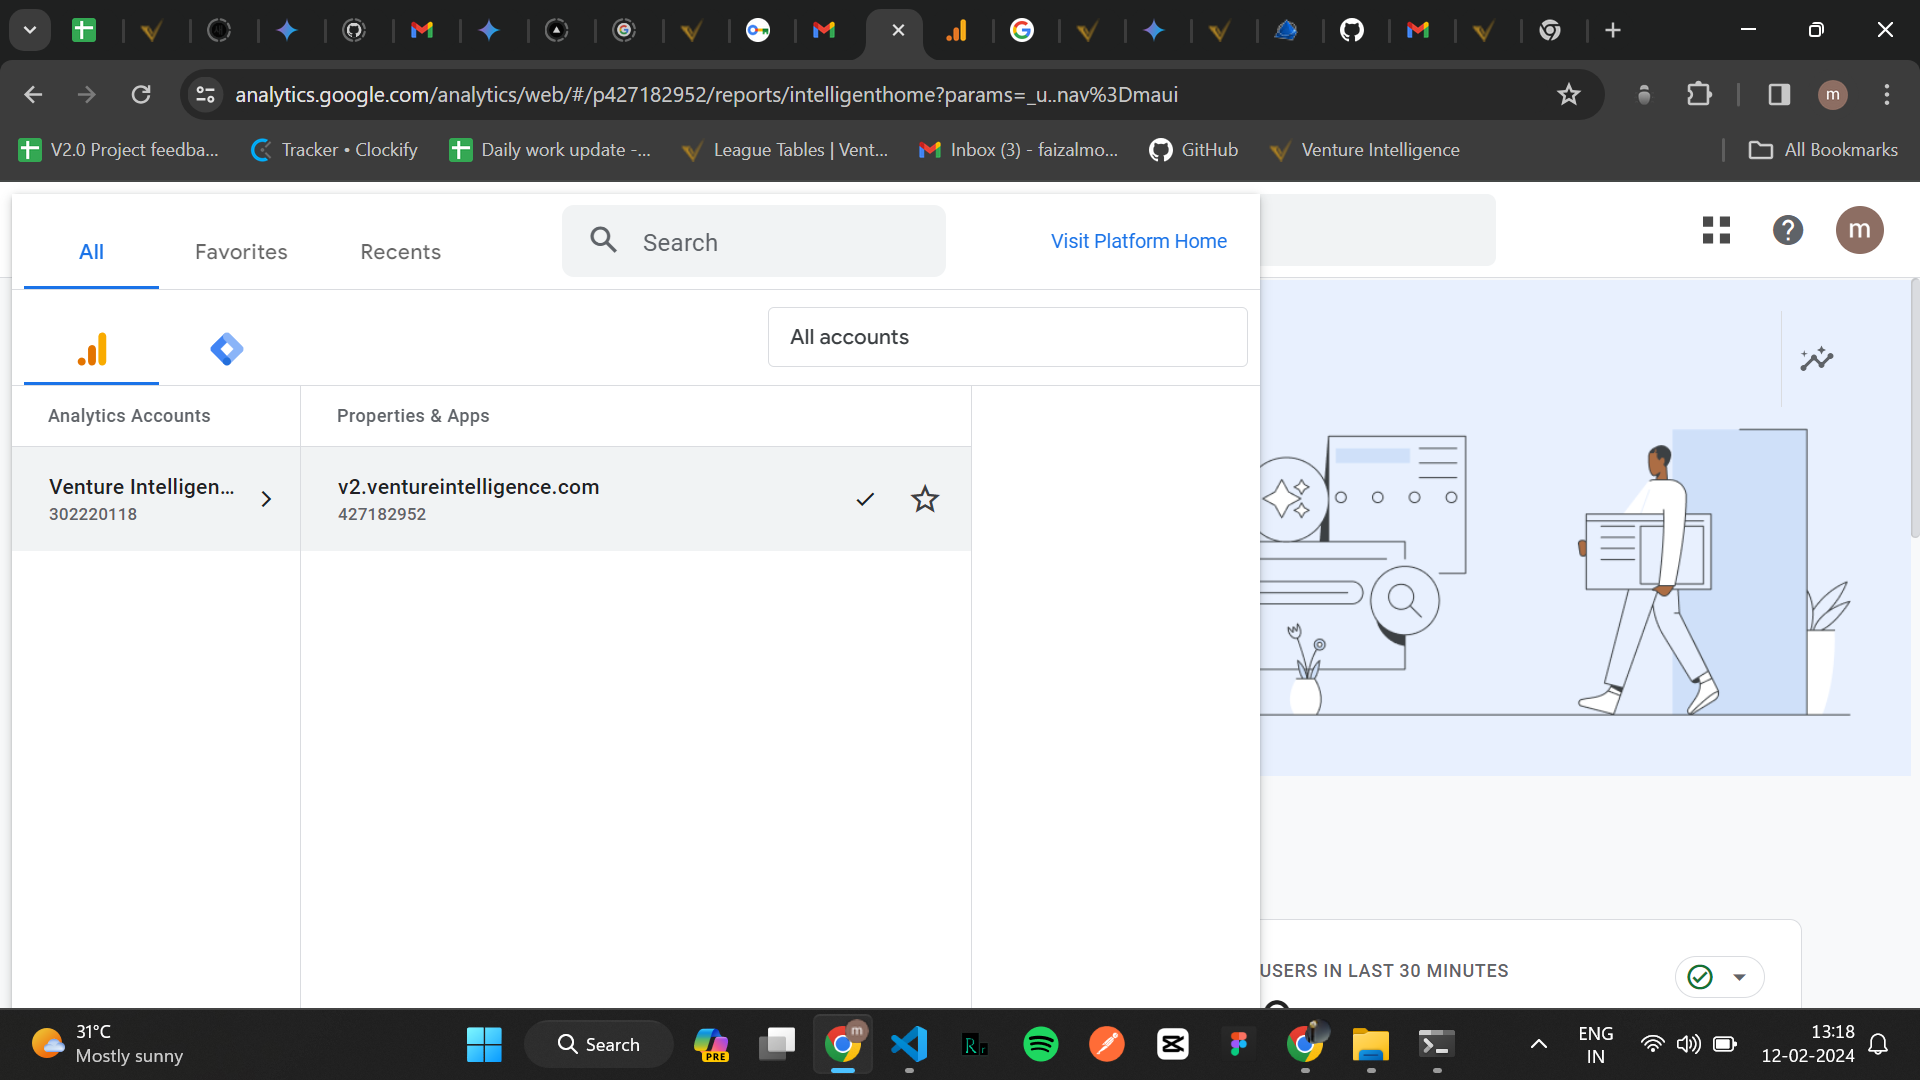 analytics.google.com/analytics/web/#/p427182952/reports/intelligenthome?params=_u..nav%3Dmaui
m
V2.0 Project feedba...
Tracker • Clockify
Daily work update -...
League Tables | Vent...
Inbox (3) - faizalmo...
GitHub
Venture Intelligence
All Bookmarks
All
Favorites
Recents
Search
Visit Platform Home
m
All accounts
Analytics Accounts
Properties & Apps
Venture Intelligen...
302220118
v2.ventureintelligence.com
427182952
USERS IN LAST 30 MINUTES
31°C
Mostly sunny
Search
PRE
m
ENG
IN
13:18
12-02-2024